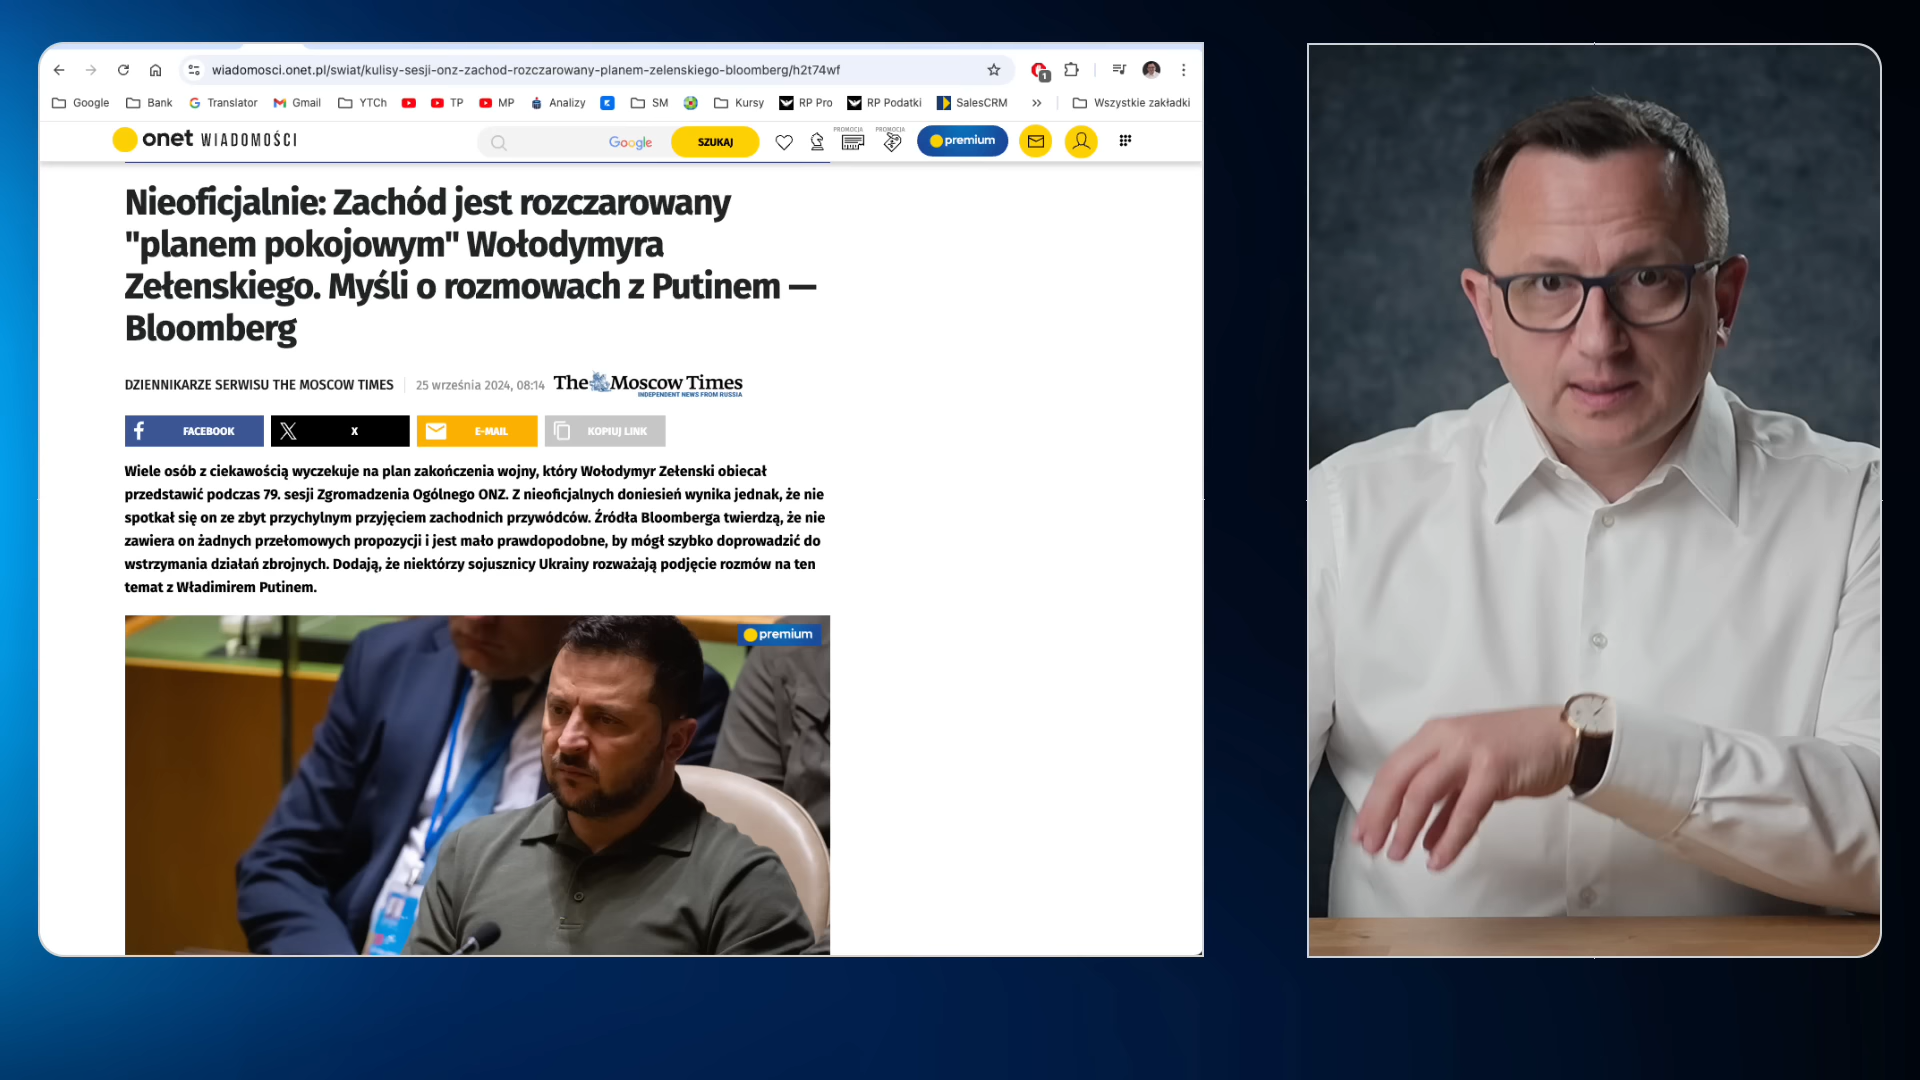 wiadomosci.onet.pl/swiat/kulisy-sesji-onz-zachod-rozczarowany-planem-zelenskiego-bloomberg/h2t74wf
1
Google Bank Translator Gmail YTCh TP MP Analizy SM Kursy RP Pro RP Podatki SalesCRM » Wszystkie zakładki
onet WIADOMOŚCI
Google SZUKAJ PROMOCJA PROMOCJA premium
Nieoficjalnie: Zachód jest rozczarowany
"planem pokojowym" Wołodymyra
Zełenskiego. Myśli o rozmowach z Putinem —
Bloomberg
DZIENNIKARZE SERWISU THE MOSCOW TIMES 25 września 2024, 08:14 The Moscow Times
INDEPENDENT NEWS FROM RUSSIA
FACEBOOK X E-MAIL KOPIUJ LINK
Wiele osób z ciekawością wyczekuje na plan zakończenia wojny, który Wołodymyr Zełenski obiecał
przedstawić podczas 79. sesji Zgromadzenia Ogólnego ONZ. Z nieoficjalnych doniesień wynika jednak, że nie
spotkał się on ze zbyt przychylnym przyjęciem zachodnich przywódców. Źródła Bloomberga twierdzą, że nie
zawiera on żadnych przełomowych propozycji i jest mało prawdopodobne, by mógł szybko doprowadzić do
wstrzymania działań zbrojnych. Dodają, że niektórzy sojusznicy Ukrainy rozważają podjęcie rozmów na ten
temat z Władimirem Putinem.
premium